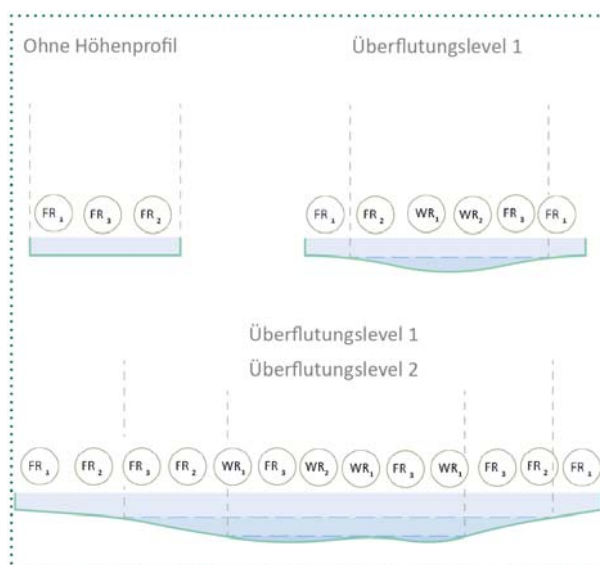 Ohne Höhenprofil
Überflutungslevel 1
FR₁ FR₃ FR₂
FR₁ FR₂ WR₁ WR₂ FR₃ FR₁
Überflutungslevel 1
Überflutungslevel 2
FR₁ FR₂ FR₃ FR₂ WR₁ FR₃ WR₂ WR₁ FR₃ WR₁ FR₃ FR₂ FR₁